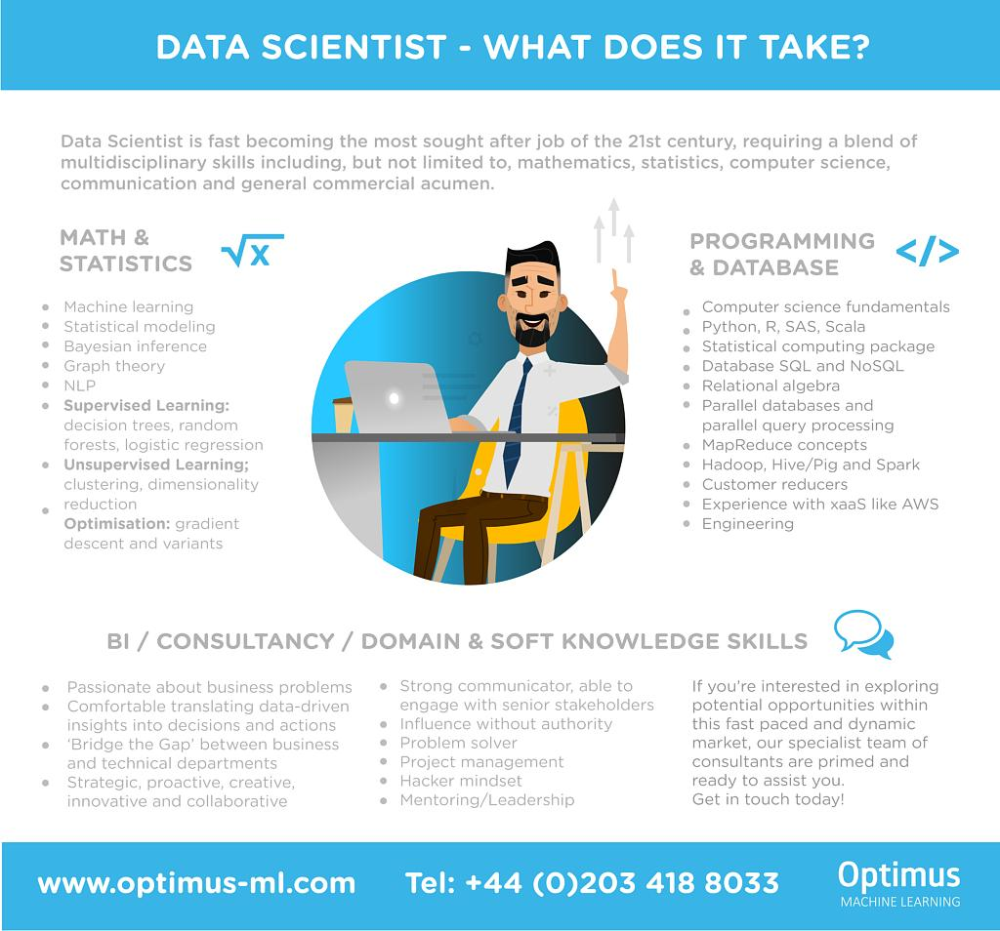 DATA SCIENTIST - WHAT DOES IT TAKE?
Data Scientist is fast becoming the most sought after job of the 21st century, requiring a blend of
multidisciplinary skills including, but not limited to, mathematics, statistics, computer science,
communication and general commercial acumen.
MATH &
STATISTICS
√x
Machine learning
Statistical modeling
Bayesian inference
Graph theory
NLP
Supervised Learning:
decision trees, random
forests, logistic regression
Unsupervised Learning;
clustering, dimensionality
reduction
Optimisation: gradient
descent and variants
PROGRAMMING
& DATABASE
</>
Computer science fundamentals
Python, R, SAS, Scala
Statistical computing package
Database SQL and NoSQL
Relational algebra
Parallel databases and
parallel query processing
MapReduce concepts
Hadoop, Hive/Pig and Spark
Customer reducers
Experience with xaaS like AWS
Engineering
BI / CONSULTANCY / DOMAIN & SOFT KNOWLEDGE SKILLS
Passionate about business problems
Comfortable translating data-driven
insights into decisions and actions
'Bridge the Gap' between business
and technical departments
Strategic, proactive, creative,
innovative and collaborative
Strong communicator, able to
engage with senior stakeholders
Influence without authority
Problem solver
Project management
Hacker mindset
Mentoring/Leadership
If you're interested in exploring
potential opportunities within
this fast paced and dynamic
market, our specialist team of
consultants are primed and
ready to assist you.
Get in touch today!
www.optimus-ml.com
Tel: +44 (0)203 418 8033
Optimus
MACHINE LEARNING